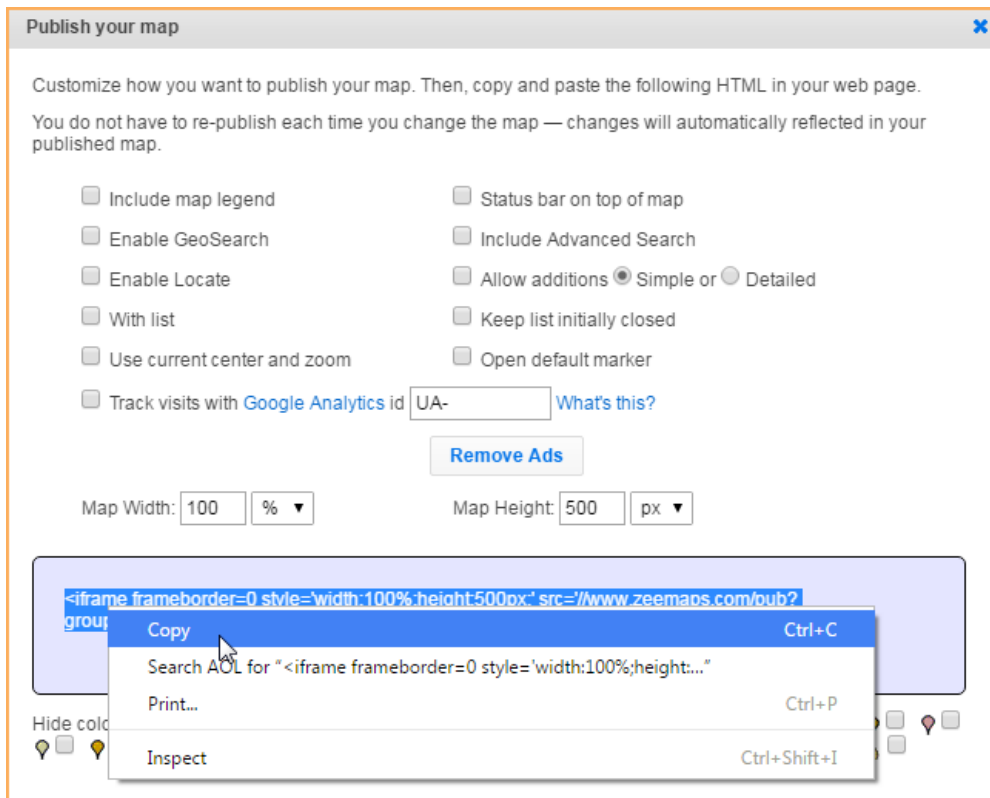 Publish your map
Customize how you want to publish your map. Then, copy and paste the following HTML in your web page.
You do not have to re-publish each time you change the map — changes will automatically reflected in your
published map.
Include map legend
Status bar on top of map
Enable GeoSearch
Include Advanced Search
Enable Locate
Allow additions Simple or Detailed
With list
Keep list initially closed
Use current center and zoom
Open default marker
Track visits with Google Analytics id UA- What's this?
Remove Ads
Map Width: 100 % Map Height: 500 px
<iframe frameborder=0 style='width:100%;height:500px;' src='//www.zeemaps.com/pub?
group
Copy Ctrl+C
Search AOL for “<iframe frameborder=0 style='width:100%;height:...”
Print... Ctrl+P
Inspect Ctrl+Shift+I
Hide colo